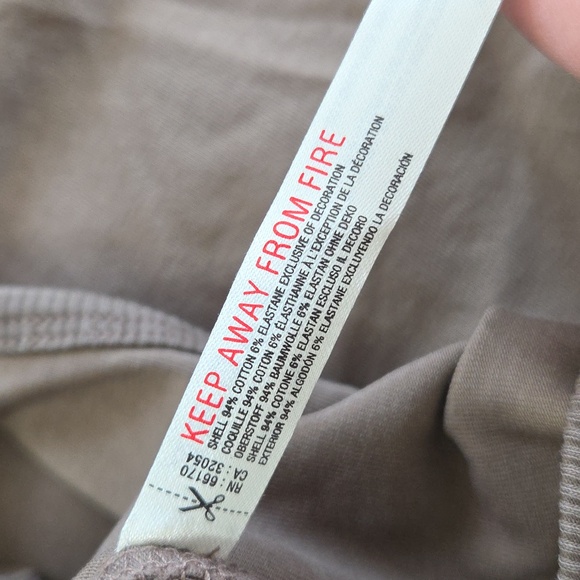 KEEP AWAY FROM FIRE
SHELL 94% COTTON 6% ELASTANE EXCLUSIVE OF DECORATION
COQUILLE 94% COTON 6% ÉLASTHANNE À L'EXCEPTION DE LA DÉCORATION
OBERSTOFF 94% BAUMWOLLE 6% ELASTAN OHNE DEKO
SHELL 94% COTONE 6% ELASTAN ESCLUSO IL DECORO
EXTERIOR 94% ALGODÓN 6% ELASTANE EXCLUYENDO LA DECORACIÓN
RN: 66170
CA: 32054